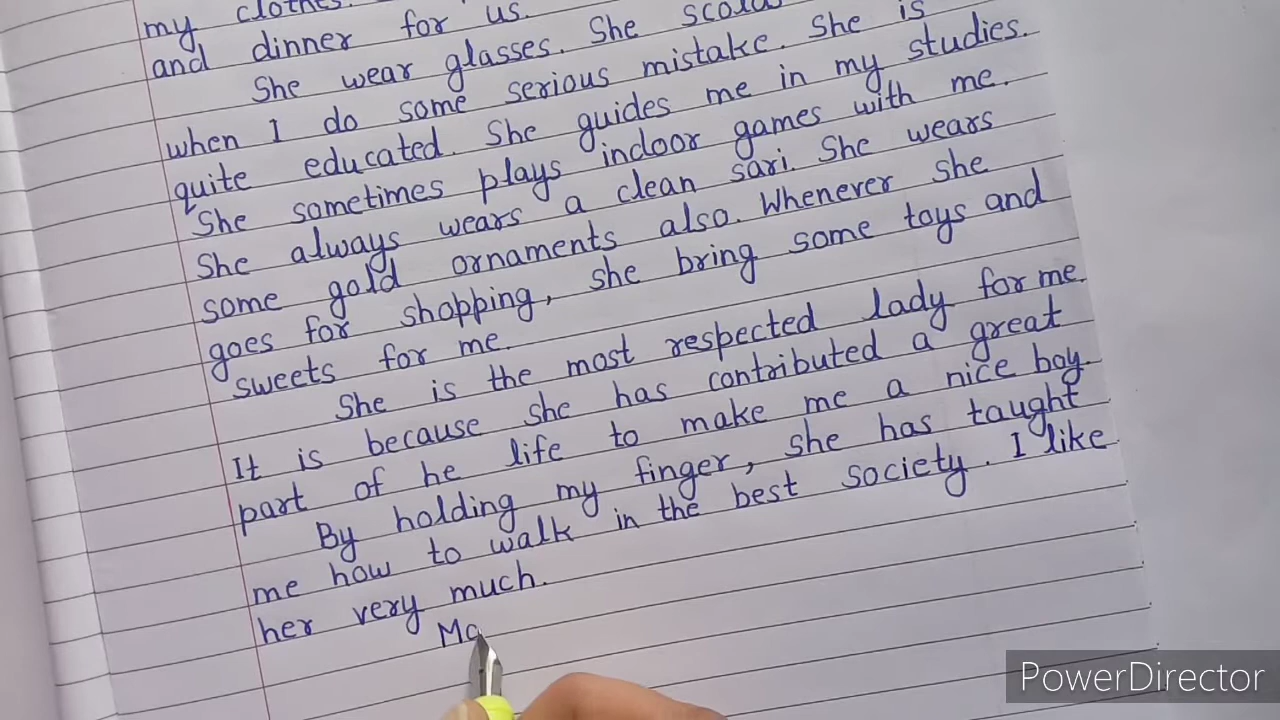 my clothes.
and dinner for us.
She wear glasses. She
when I do some serious mistake. She is
quite educated. She guides me in my studies.
She sometimes plays indoor games with me.
She always wears a clean sari. She wears
some gold ornaments also. Whenever she
goes for shopping, she bring some toys and
sweets for me.
She is the most respected lady for me.
It is because she has contributed a great
part of he life to make me a nice boy.
By holding my finger, she has taught
me how to walk in the best society. I like
her very much.
PowerDirector